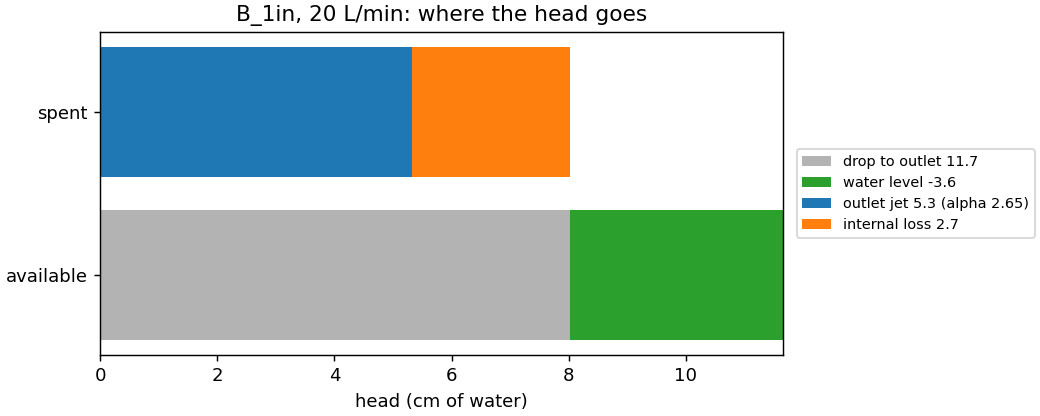 B_1in, 20 L/min: where the head goes
spent
available
0 2 4 6 8 10
head (cm of water)
drop to outlet 11.7
water level -3.6
outlet jet 5.3 (alpha 2.65)
internal loss 2.7